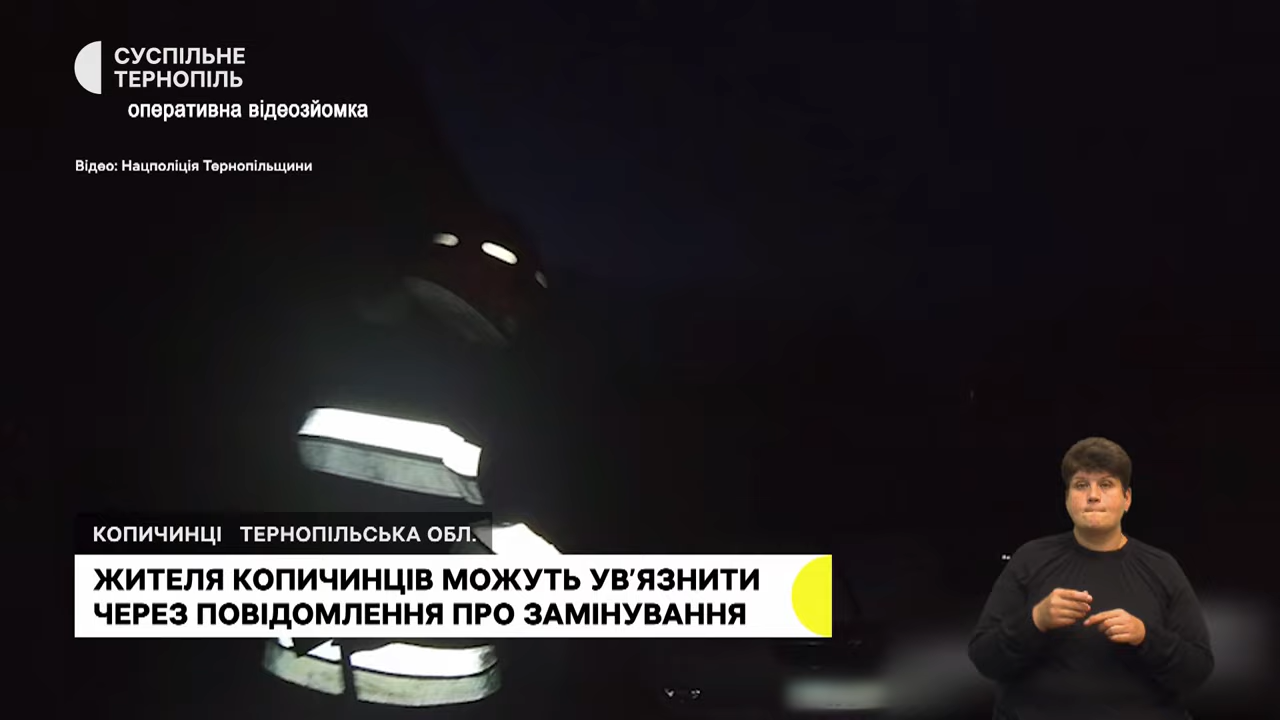 СУСПІЛЬНЕ
ТЕРНОПІЛЬ
оперативна відеозйомка
Відео: Нацполіція Тернопільщини
КОПИЧИНЦІ ТЕРНОПІЛЬСЬКА ОБЛ.
ЖИТЕЛЯ КОПИЧИНЦІВ МОЖУТЬ УВ'ЯЗНИТИ
ЧЕРЕЗ ПОВІДОМЛЕННЯ ПРО ЗАМІНУВАННЯ